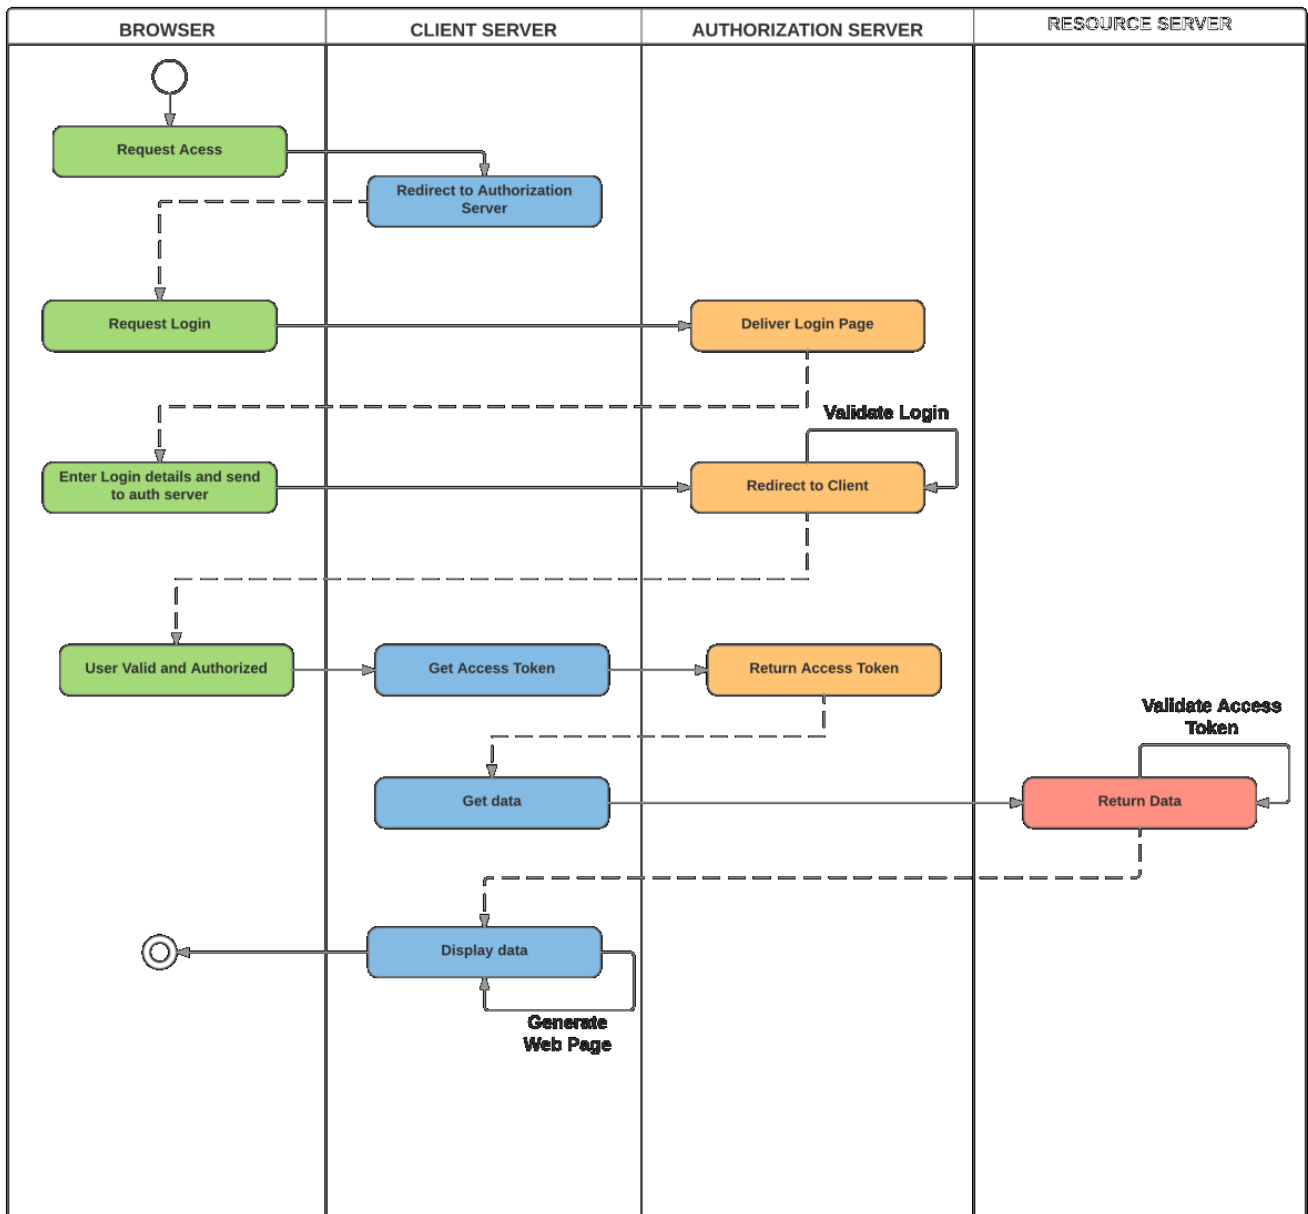 BROWSER
CLIENT SERVER
AUTHORIZATION SERVER
RESOURCE SERVER
Request Acess
Redirect to Authorization
Server
Request Login
Deliver Login Page
Validate Login
Enter Login details and send
to auth server
Redirect to Client
User Valid and Authorized
Get Access Token
Return Access Token
Validate Access
Token
Get data
Return Data
Display data
Generate
Web Page